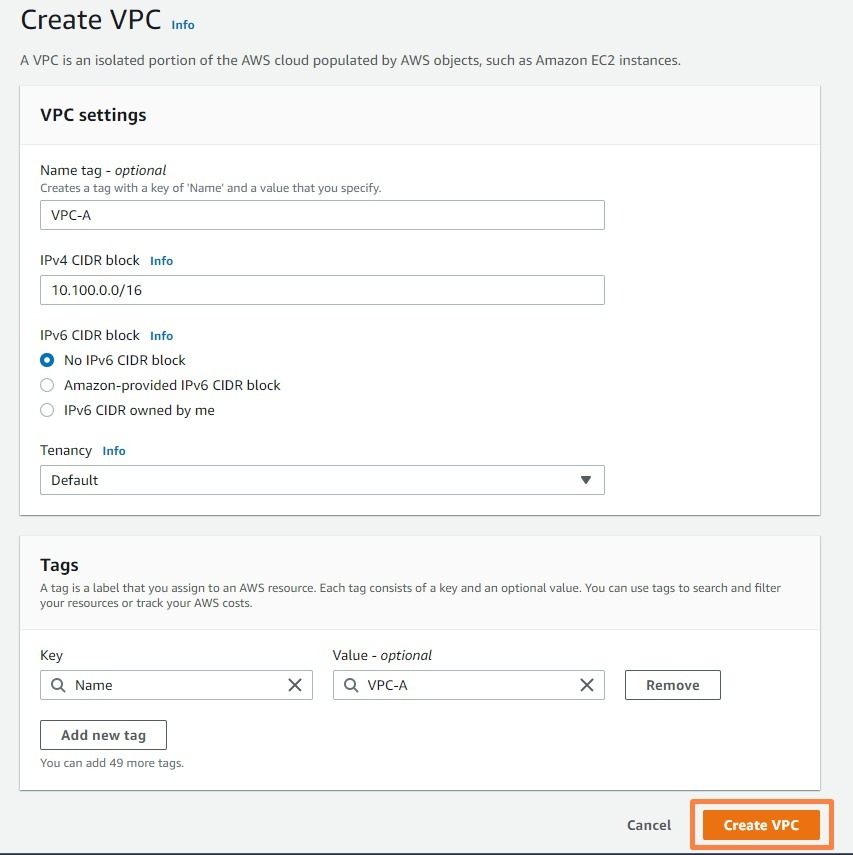 Create VPC Info
A VPC is an isolated portion of the AWS cloud populated by AWS objects, such as Amazon EC2 instances.
VPC settings
Name tag - optional
Creates a tag with a key of 'Name' and a value that you specify.
VPC-A
IPv4 CIDR block Info
10.100.0.0/16
IPv6 CIDR block Info
No IPv6 CIDR block
Amazon-provided IPv6 CIDR block
IPv6 CIDR owned by me
Tenancy Info
Default
Tags
A tag is a label that you assign to an AWS resource. Each tag consists of a key and an optional value. You can use tags to search and filter
your resources or track your AWS costs.
Key Value - optional
Name VPC-A Remove
Add new tag
You can add 49 more tags.
Cancel Create VPC